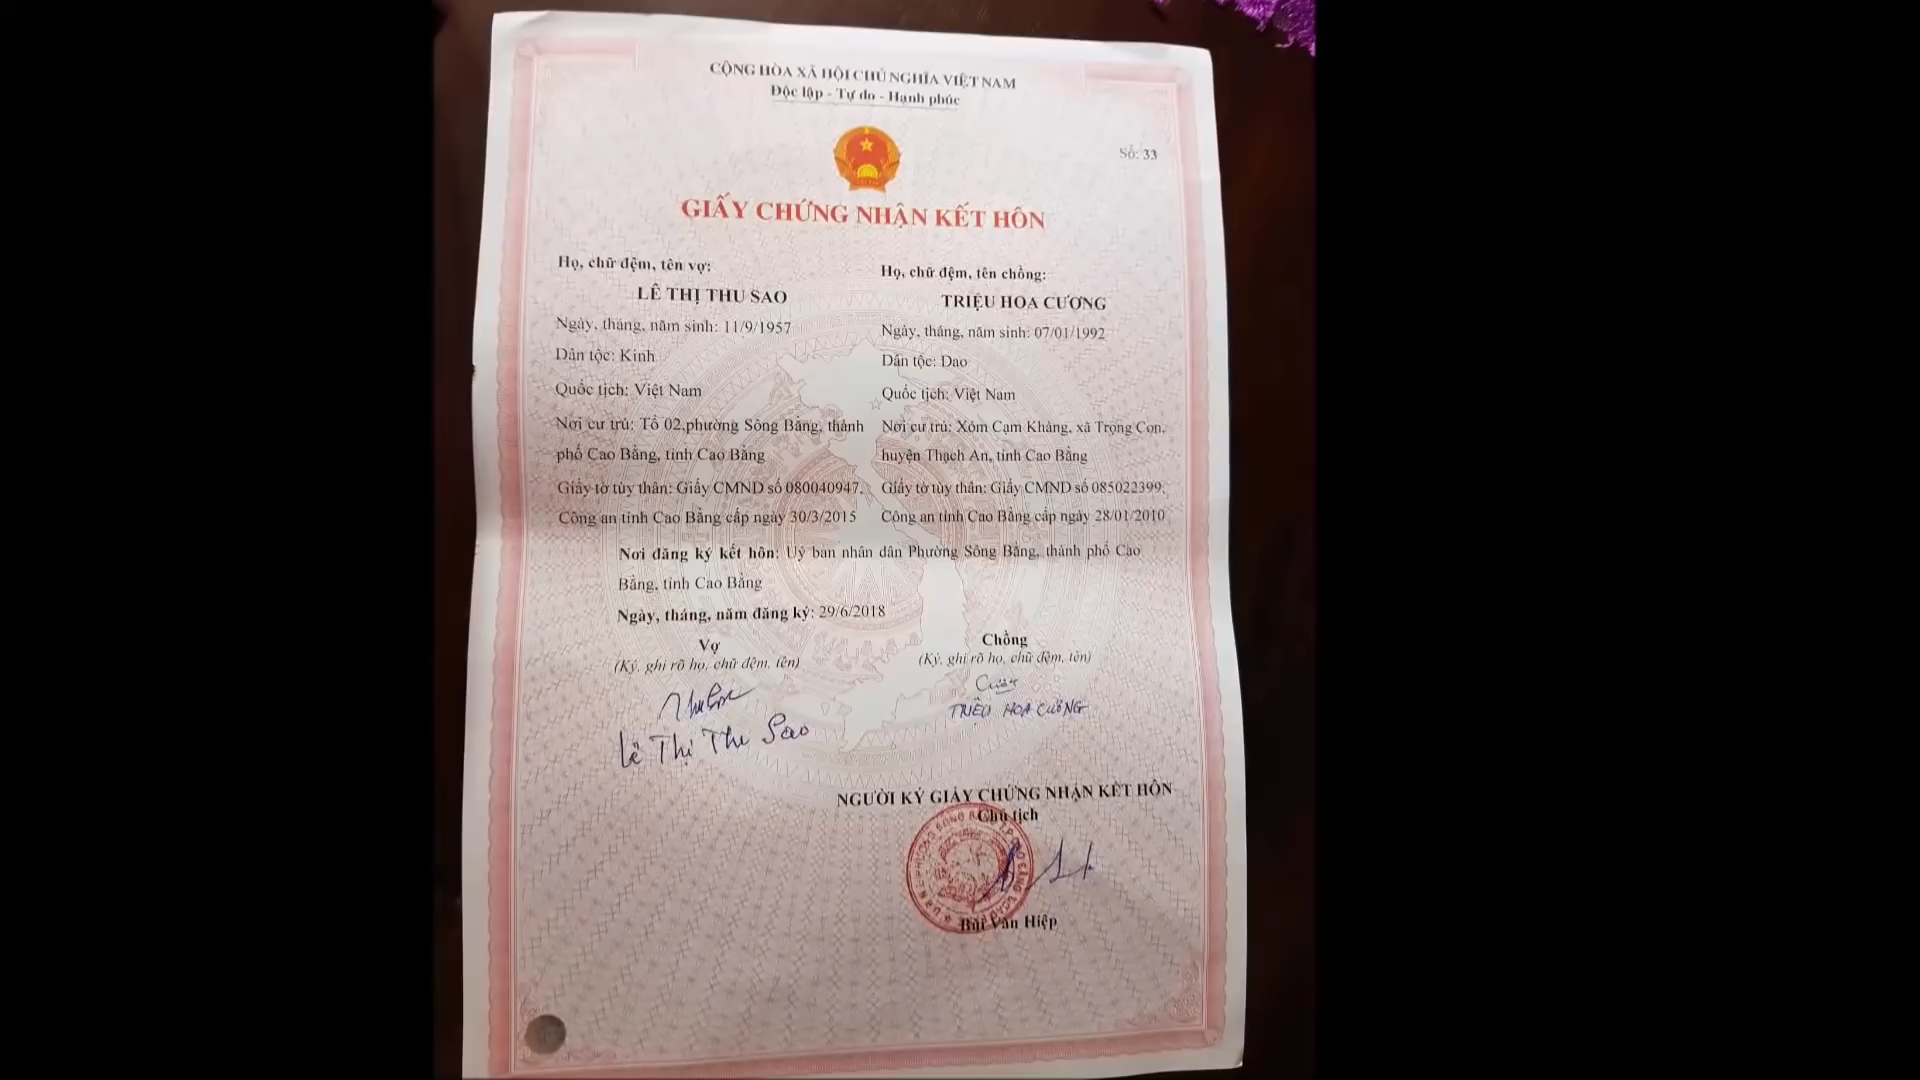 CỘNG HÒA XÃ HỘI CHỦ NGHĨA VIỆT NAM
Độc lập - Tự do - Hạnh phúc
Số: 33
GIẤY CHỨNG NHẬN KẾT HÔN
Họ, chữ đệm, tên vợ:
LÊ THỊ THU SAO
Ngày, tháng, năm sinh: 11/9/1957
Dân tộc: Kinh
Quốc tịch: Việt Nam
Nơi cư trú: Tổ 02,phường Sông Bằng, thành
phố Cao Bằng, tỉnh Cao Bằng
Giấy tờ tùy thân: Giấy CMND số 080040947,
Công an tỉnh Cao Bằng cấp ngày 30/3/2015
Họ, chữ đệm, tên chồng:
TRIỆU HOA CƯƠNG
Ngày, tháng, năm sinh: 07/01/1992
Dân tộc: Dao
Quốc tịch: Việt Nam
Nơi cư trú: Xóm Cạm Khàng, xã Trọng Con,
huyện Thạch An, tỉnh Cao Bằng
Giấy tờ tùy thân: Giấy CMND số 085022399,
Công an tỉnh Cao Bằng cấp ngày 28/01/2010
Nơi đăng ký kết hôn: Uỷ ban nhân dân Phường Sông Bằng, thành phố Cao
Bằng, tỉnh Cao Bằng
Ngày, tháng, năm đăng ký: 29/6/2018
Vợ
(Ký, ghi rõ họ, chữ đệm, tên)
Lê Thị Thu Sao
Chồng
(Ký, ghi rõ họ, chữ đệm, tên)
TRIỆU HOA CƯƠNG
NGƯỜI KÝ GIẤY CHỨNG NHẬN KẾT HÔN
Chủ tịch
Bùi Văn Hiệp